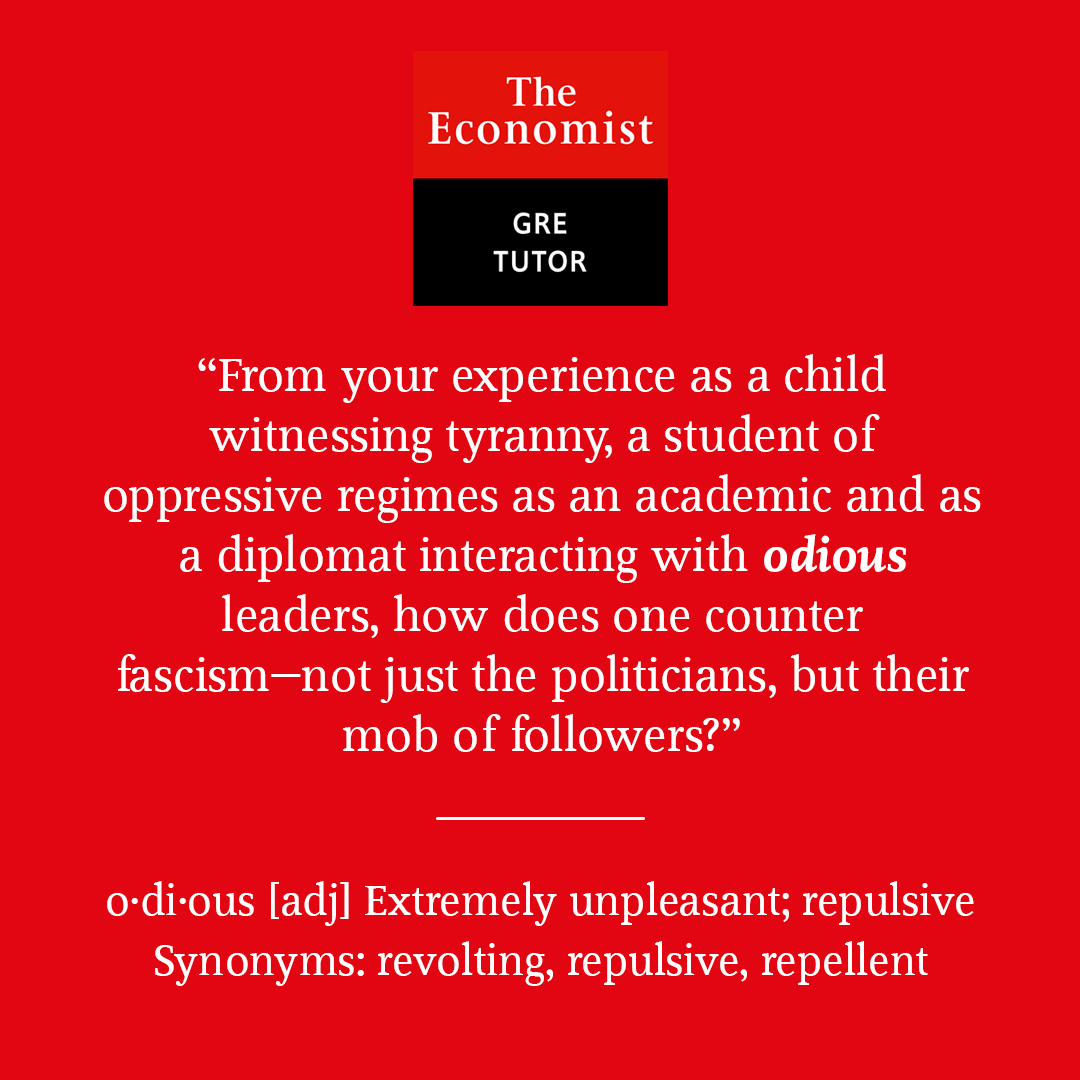 The
Economist
GRE
TUTOR
“From your experience as a child
witnessing tyranny, a student of
oppressive regimes as an academic and as
a diplomat interacting with odious
leaders, how does one counter
fascism—not just the politicians, but their
mob of followers?”
o·di·ous [adj] Extremely unpleasant; repulsive
Synonyms: revolting, repulsive, repellent